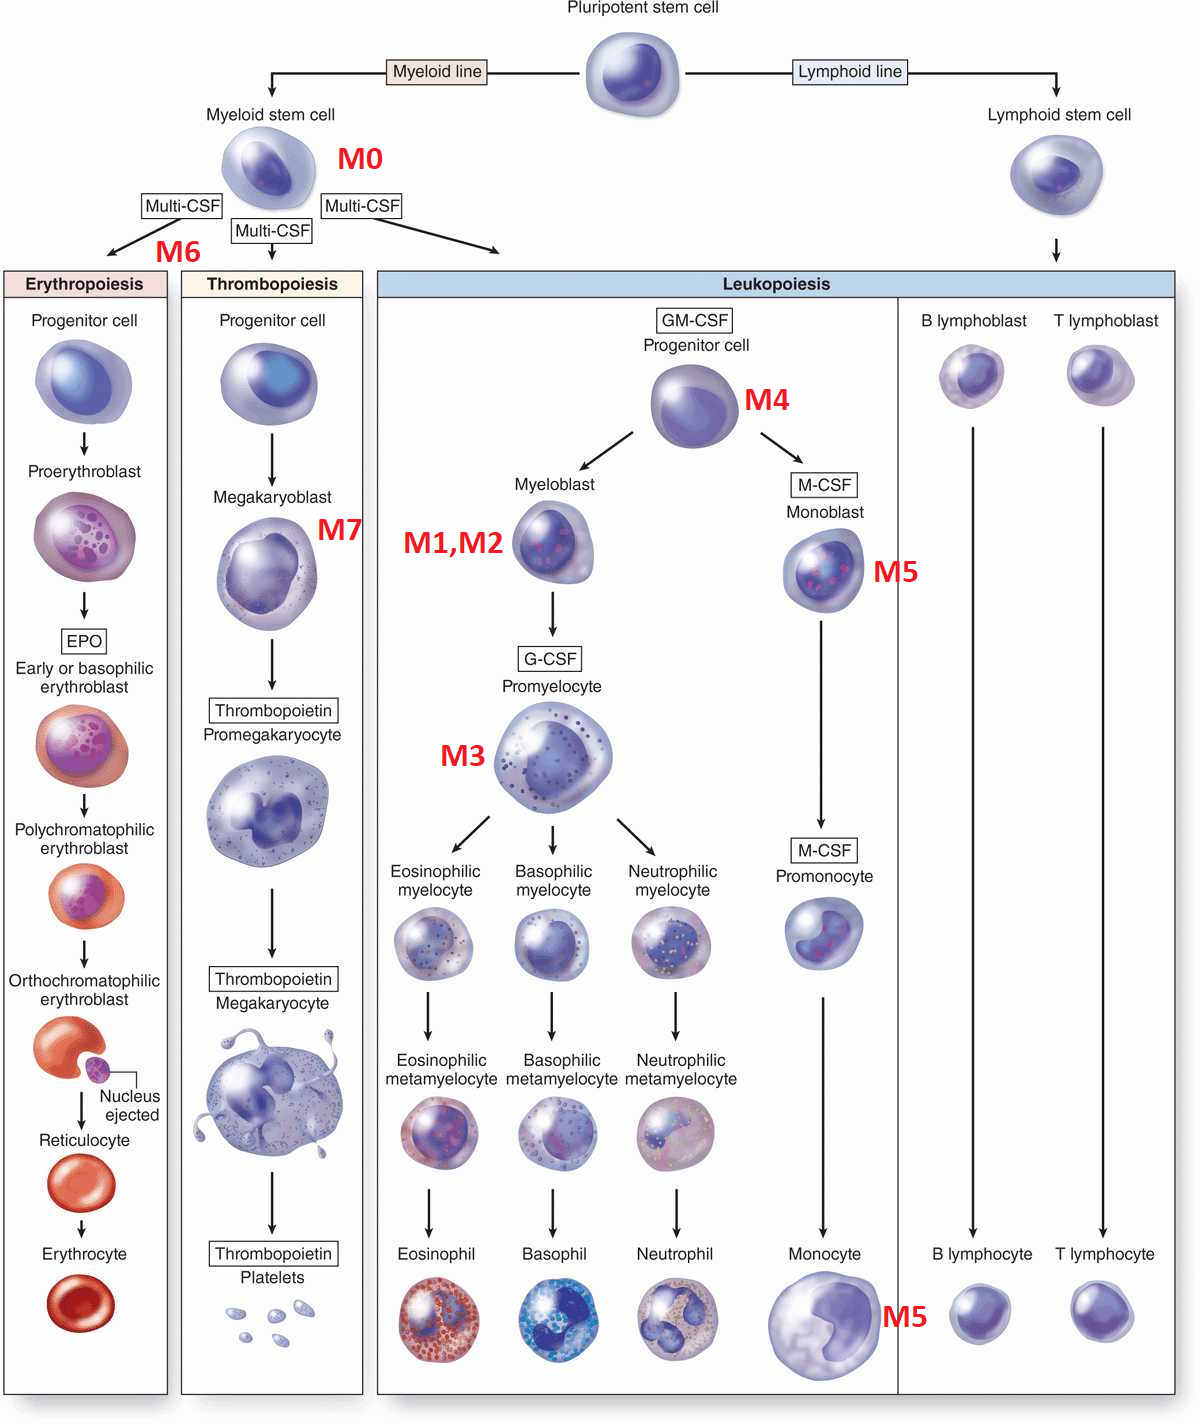 Pluripotent stem cell
Myeloid line
Lymphoid line
Myeloid stem cell
Lymphoid stem cell
M0
Multi-CSF
Multi-CSF
Multi-CSF
M6
Erythropoiesis
Progenitor cell
Proerythroblast
EPO
Early or basophilic
erythroblast
Polychromatophilic
erythroblast
Orthochromatophilic
erythroblast
Nucleus
ejected
Reticulocyte
Erythrocyte
Thrombopoiesis
Progenitor cell
Megakaryoblast
M7
Thrombopoietin
Promegakaryocyte
Thrombopoietin
Megakaryocyte
Thrombopoietin
Platelets
Leukopoiesis
GM-CSF
Progenitor cell
M4
Myeloblast
M1,M2
G-CSF
Promyelocyte
M3
Eosinophilic
myelocyte
Basophilic
myelocyte
Neutrophilic
myelocyte
Eosinophilic
metamyelocyte
Basophilic
metamyelocyte
Neutrophilic
metamyelocyte
Eosinophil
Basophil
Neutrophil
M-CSF
Monoblast
M5
M-CSF
Promonocyte
Monocyte
M5
B lymphoblast
T lymphoblast
B lymphocyte
T lymphocyte